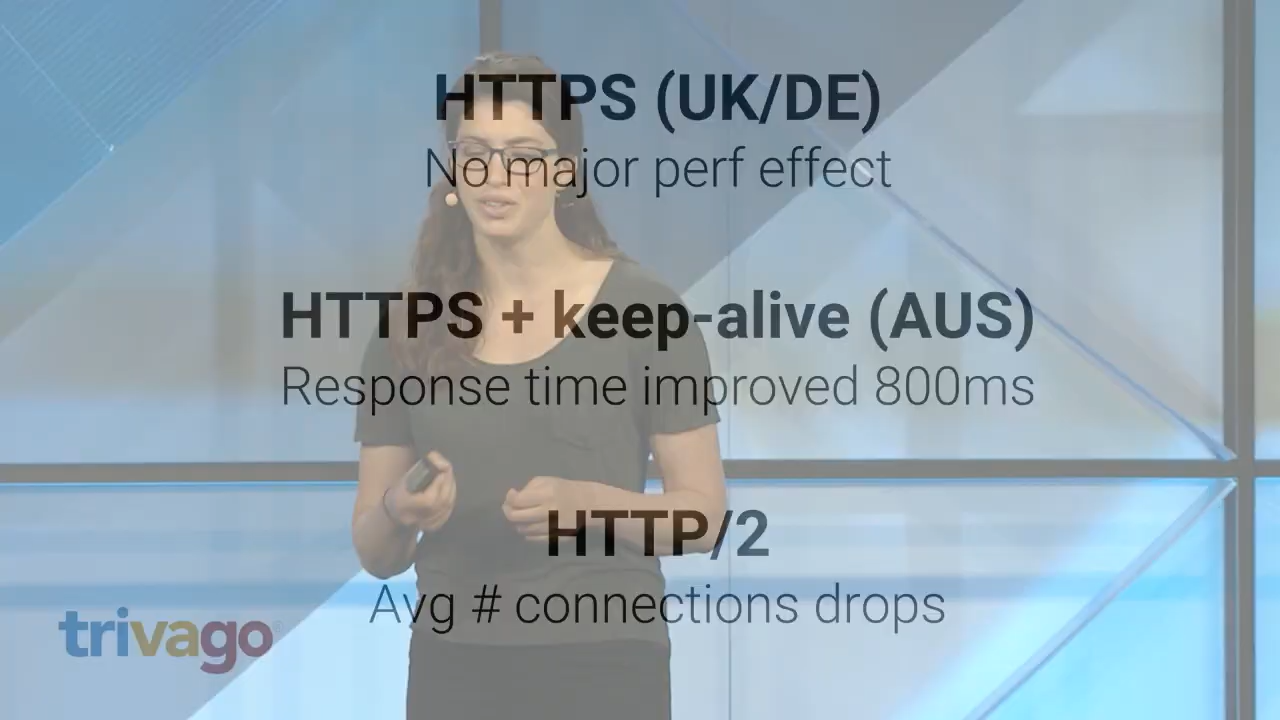 HTTPS (UK/DE)
No major perf effect
HTTPS + keep-alive (AUS)
Response time improved 800ms
HTTP/2
Avg # connections drops
trivago